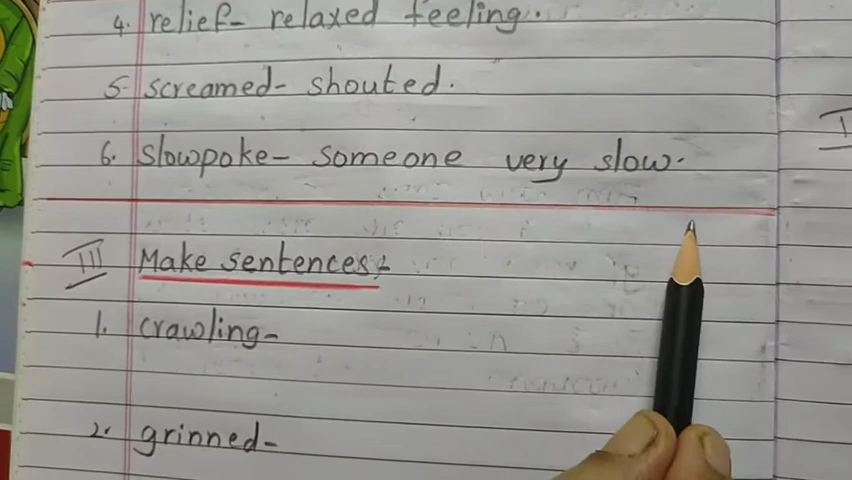 4. relief- relaxed feeling.
5. screamed- shouted.
6. slowpoke- someone very slow.
III Make sentences:-
1. crawling-
2. grinned-